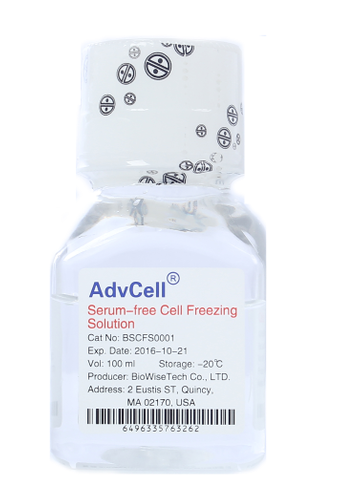 AdvCell®
Serum-free Cell Freezing
Solution
Cat No: BSCFS0001
Exp. Date: 2016-10-21
Vol: 100 ml Storage: -20℃
Producer: BioWiseTech Co., LTD.
Address: 2 Eustis ST, Quincy,
MA 02170, USA
6496335763262